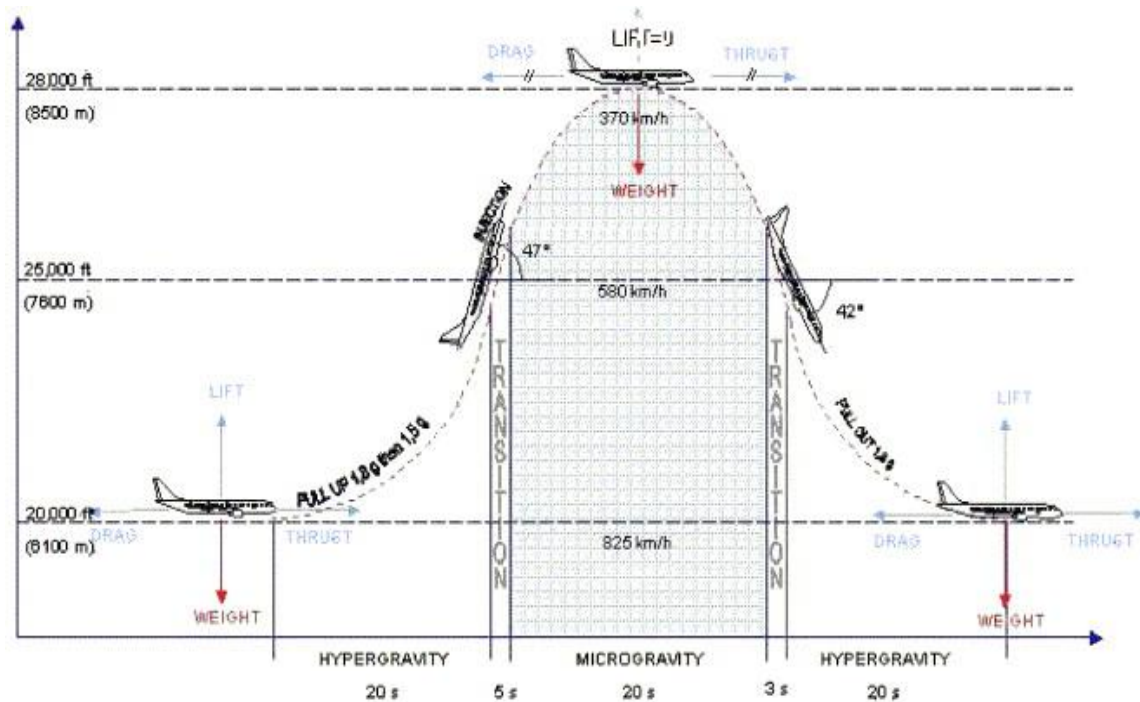 LIFT=0
DRAG
THRUST
28000 ft
(8500 m)
370 km/h
WEIGHT
INJECTION
47°
25,000 ft
(7600 m)
580 km/h
42°
TRANSITION
TRANSITION
LIFT
LIFT
PULL UP 1,8 g then 1,5 g
PULL OUT 1,8 g
20,000 ft
(6100 m)
DRAG
THRUST
825 km/h
DRAG
THRUST
WEIGHT
WEIGHT
HYPERGRAVITY
MICROGRAVITY
HYPERGRAVITY
20 s
5 s
20 s
3 s
20 s